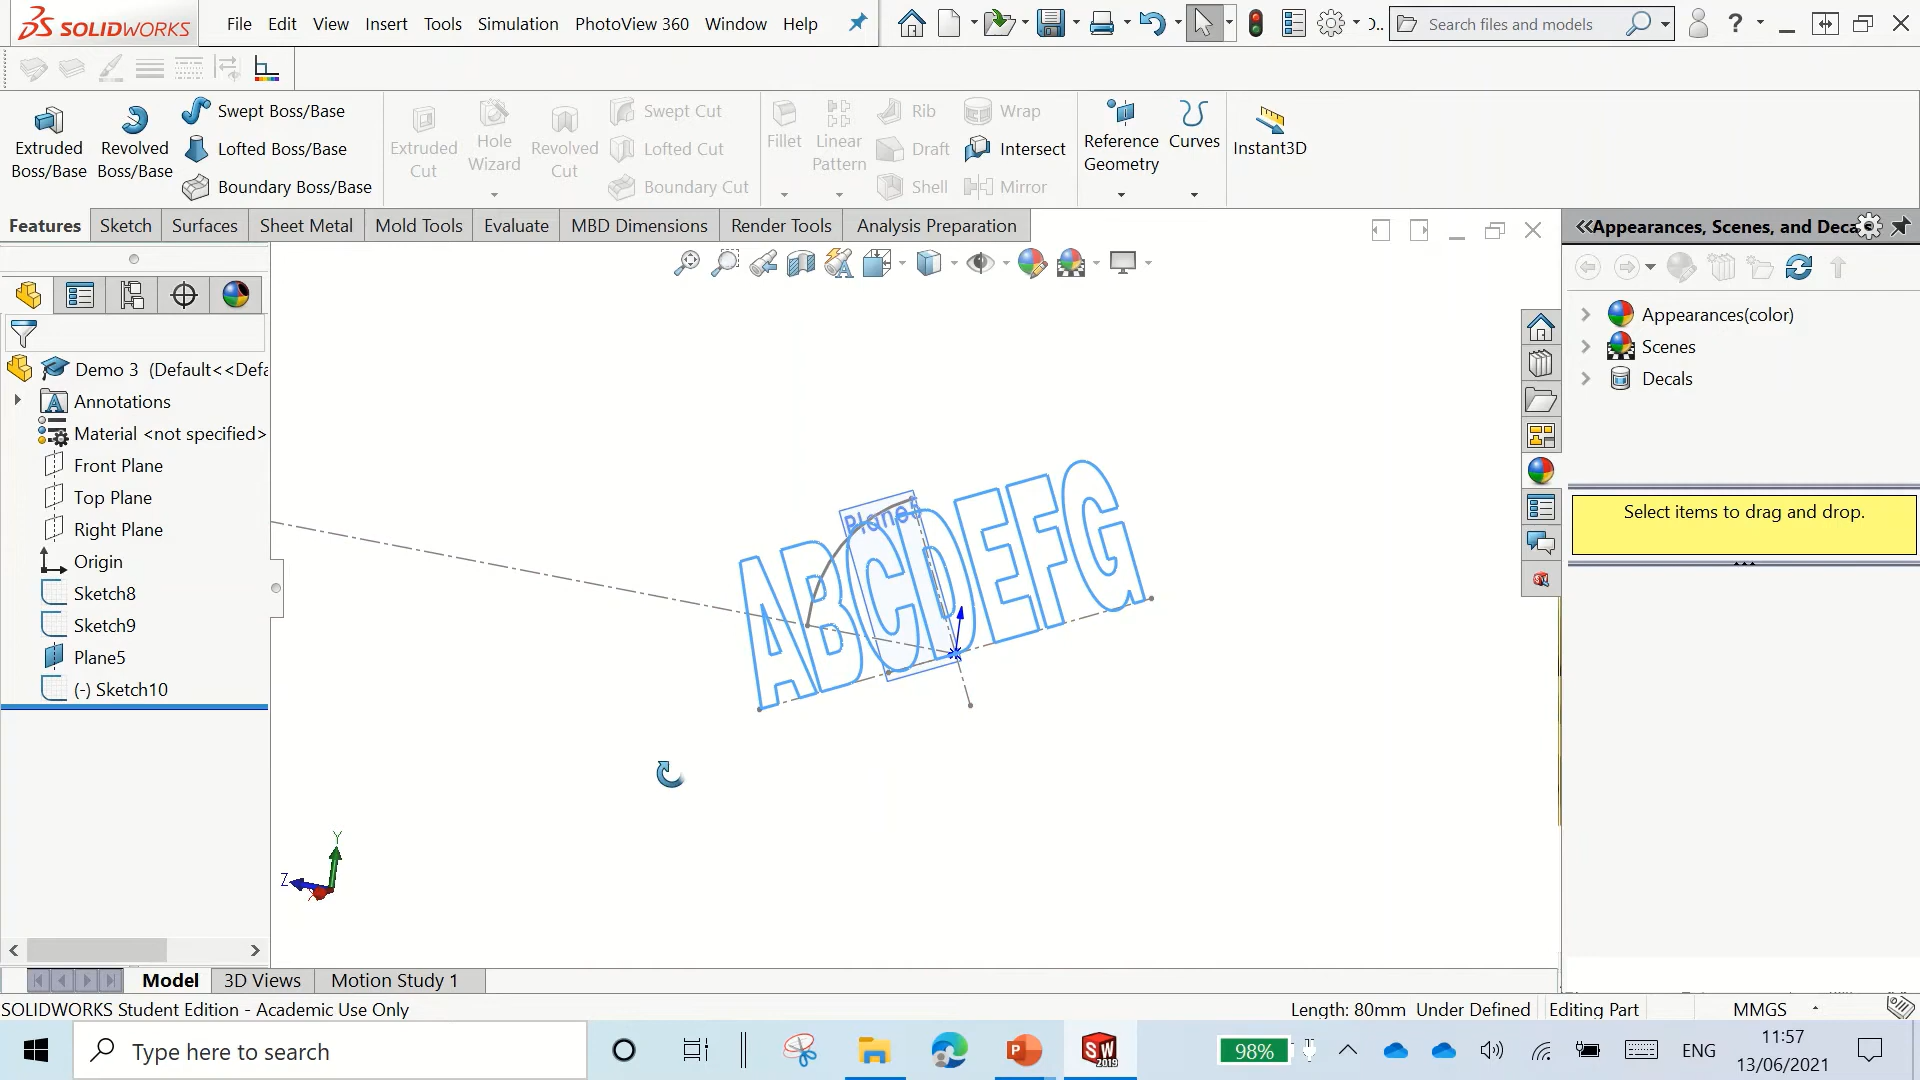 SOLIDWORKS
File Edit View Insert Tools Simulation PhotoView 360 Window Help
Search files and models
Extruded Boss/Base
Revolved Boss/Base
Swept Boss/Base
Lofted Boss/Base
Boundary Boss/Base
Extruded Cut
Hole Wizard
Revolved Cut
Swept Cut
Lofted Cut
Boundary Cut
Fillet
Linear Pattern
Rib
Draft
Shell
Wrap
Intersect
Mirror
Reference Geometry
Curves
Instant3D
Features Sketch Surfaces Sheet Metal Mold Tools Evaluate MBD Dimensions Render Tools Analysis Preparation
Demo 3 (Default<<Defa
Annotations
Material <not specified>
Front Plane
Top Plane
Right Plane
Origin
Sketch8
Sketch9
Plane5
(-) Sketch10
Plane5
ABCDEFG
Y
Z
<<Appearances, Scenes, and Deca
Appearances(color)
Scenes
Decals
Select items to drag and drop.
Model 3D Views Motion Study 1
SOLIDWORKS Student Edition - Academic Use Only
Length: 80mm Under Defined Editing Part MMGS
Type here to search
98%
ENG
11:57
13/06/2021